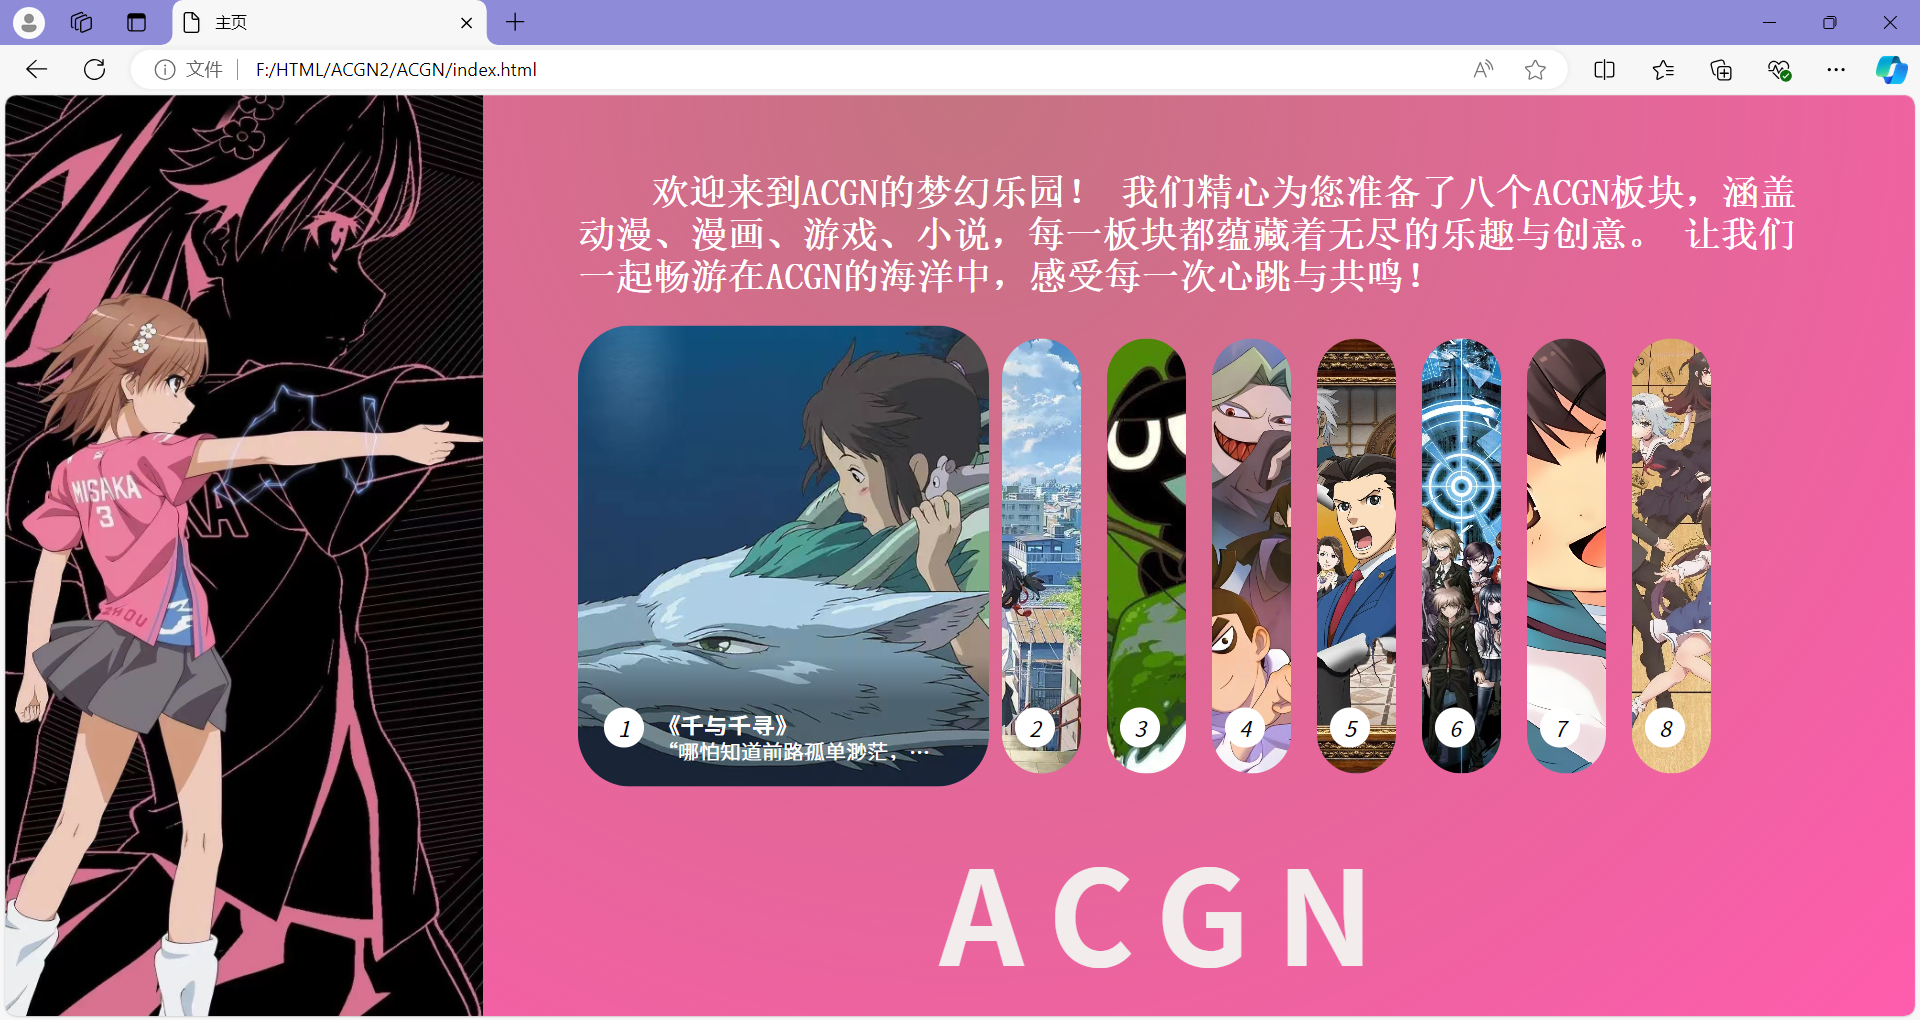 主页
文件
F:/HTML/ACGN2/ACGN/index.html
欢迎来到ACGN的梦幻乐园！ 我们精心为您准备了八个ACGN板块，涵盖
动漫、漫画、游戏、小说，每一板块都蕴藏着无尽的乐趣与创意。 让我们
一起畅游在ACGN的海洋中，感受每一次心跳与共鸣！
MISAKA
3
ZHOU
1
《千与千寻》
“哪怕知道前路孤单渺茫，…
2
3
4
5
6
7
8
ACGN